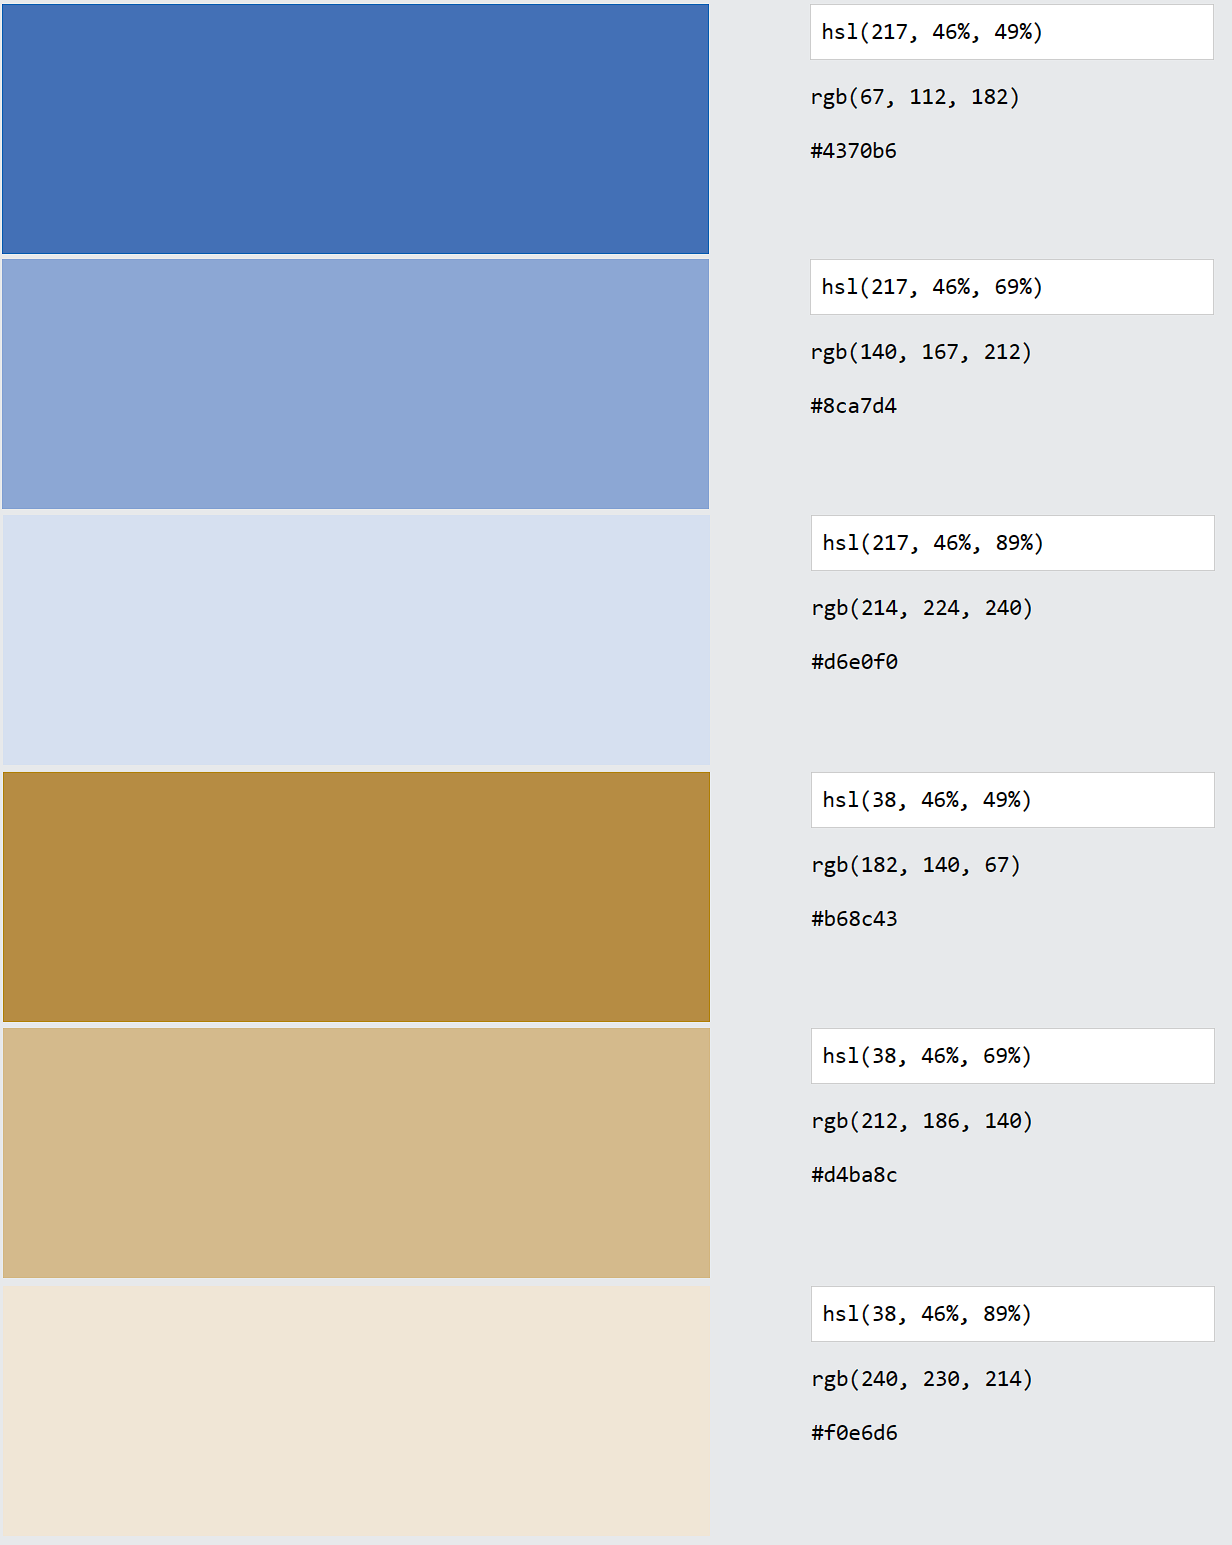 hsl(217, 46%, 49%)
rgb(67, 112, 182)
#4370b6
hsl(217, 46%, 69%)
rgb(140, 167, 212)
#8ca7d4
hsl(217, 46%, 89%)
rgb(214, 224, 240)
#d6e0f0
hsl(38, 46%, 49%)
rgb(182, 140, 67)
#b68c43
hsl(38, 46%, 69%)
rgb(212, 186, 140)
#d4ba8c
hsl(38, 46%, 89%)
rgb(240, 230, 214)
#f0e6d6